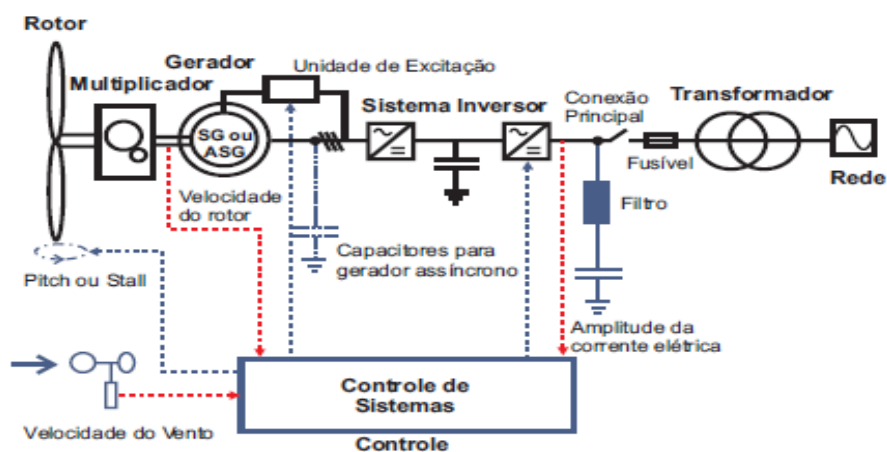 Rotor
Gerador
Multiplicador
Unidade de Excitação
Sistema Inversor
Conexão
Principal
Transformador
SG ou
ASG
Fusível
Rede
Velocidade
do rotor
Filtro
Capacitores para
gerador assíncrono
Pitch ou Stall
Amplitude da
corrente elétrica
Controle de
Sistemas
Velocidade do Vento
Controle